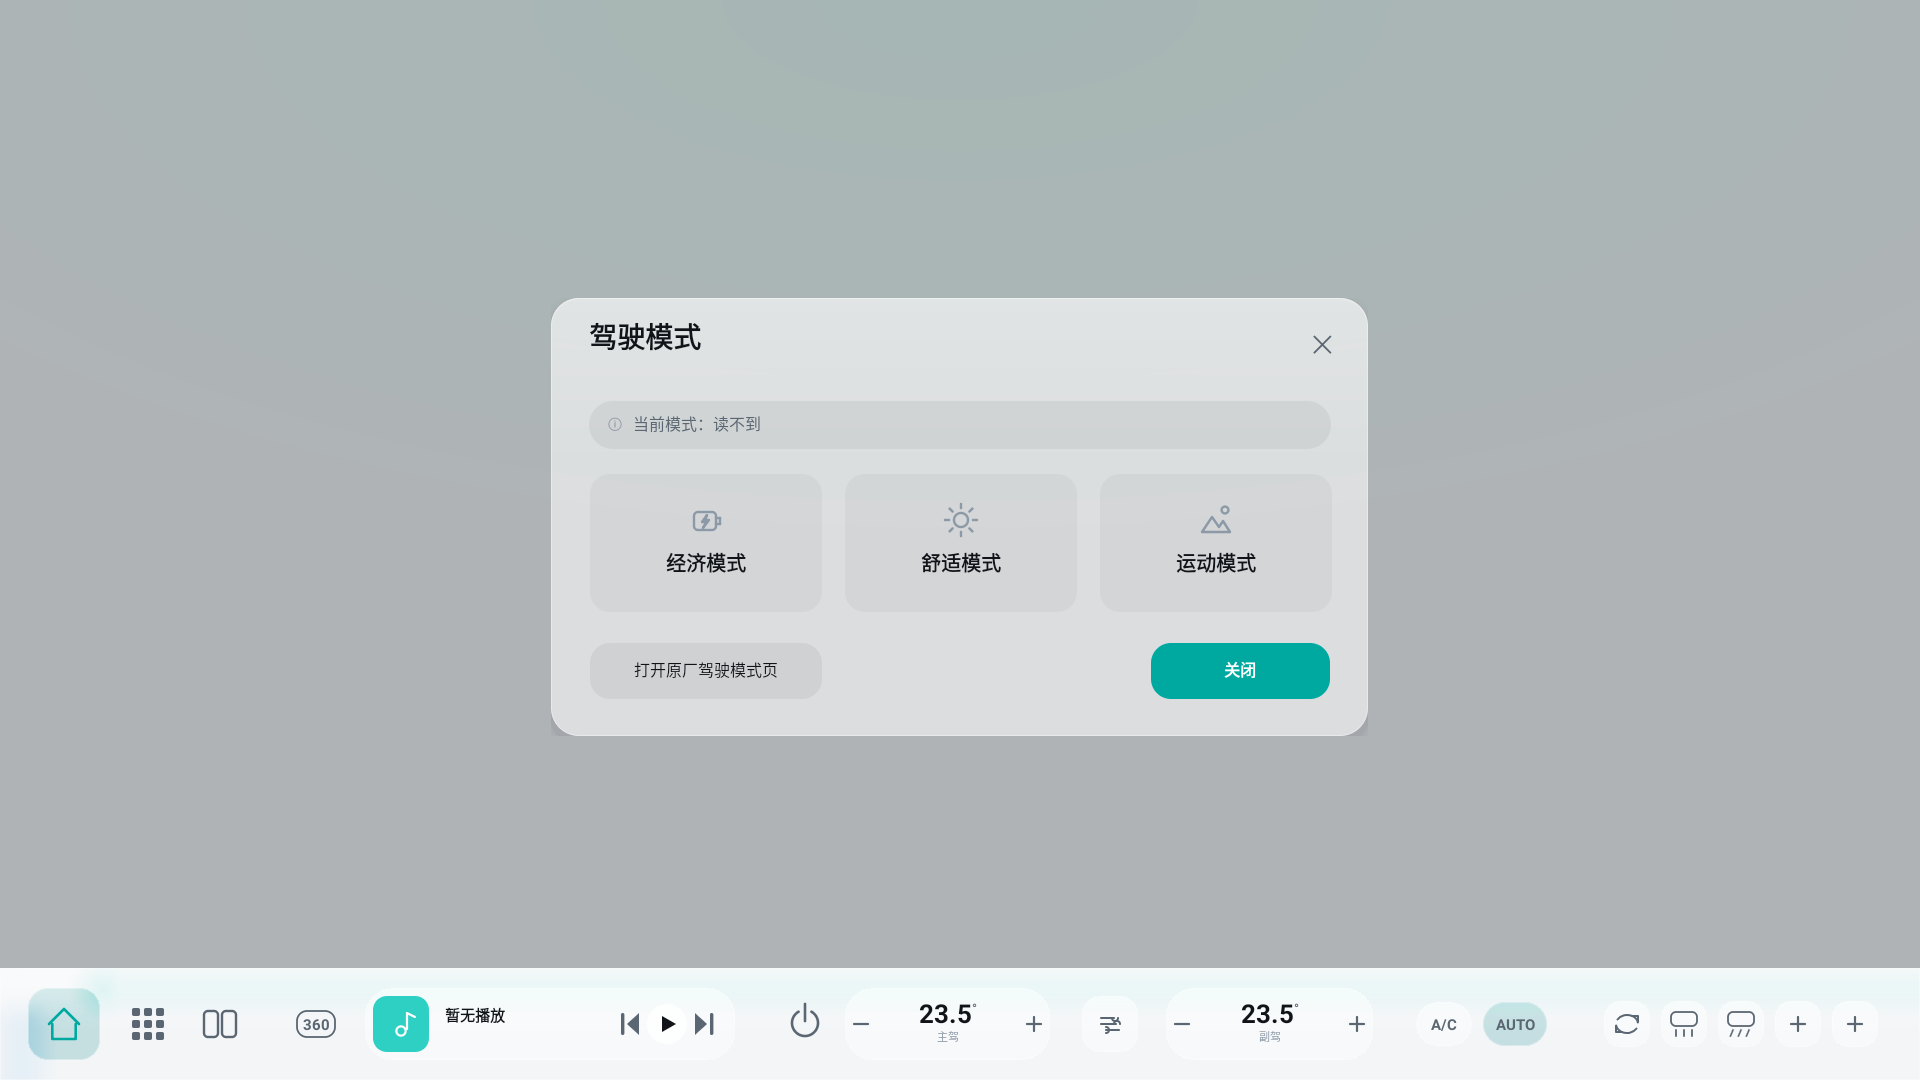 驾驶模式
当前模式：读不到
经济模式
舒适模式
运动模式
打开原厂驾驶模式页
关闭
360
暂无播放
23.5°
主驾
23.5°
副驾
A/C
AUTO